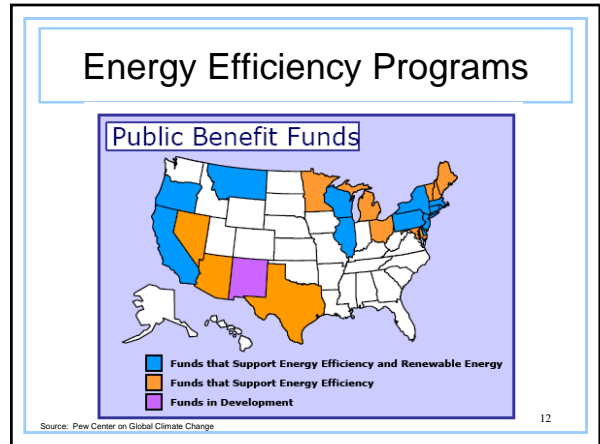 Energy Efficiency Programs
Public Benefit Funds
Funds that Support Energy Efficiency and Renewable Energy
Funds that Support Energy Efficiency
Funds in Development
Source: Pew Center on Global Climate Change
12